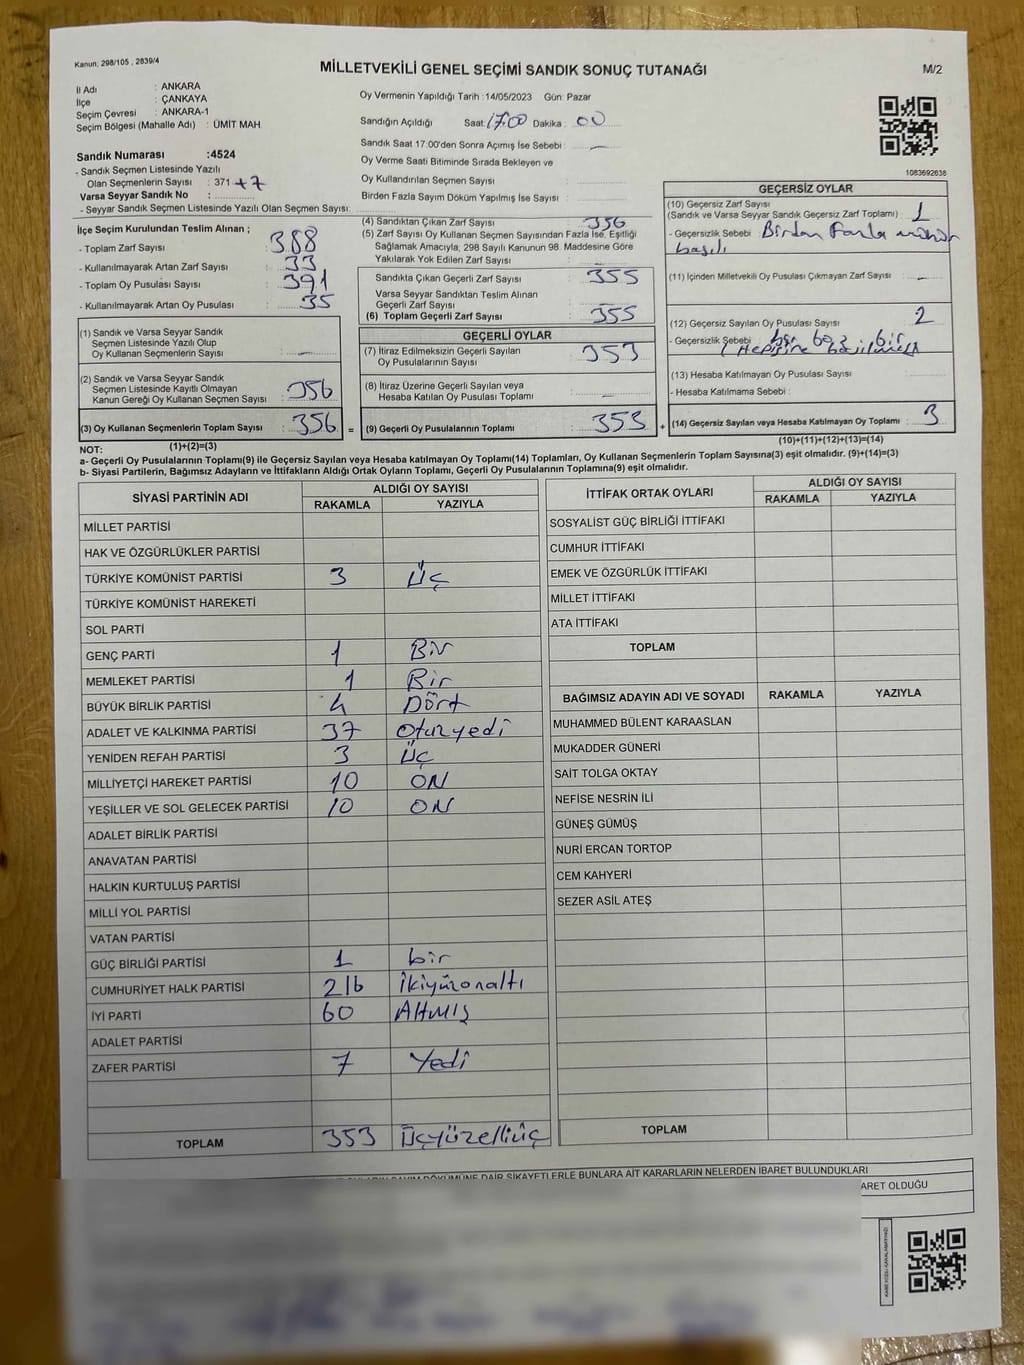 Kanun: 298/105 , 2839/4
MİLLETVEKİLİ GENEL SEÇİMİ SANDIK SONUÇ TUTANAĞI
M/2
İl Adı : ANKARA
İlçe : ÇANKAYA
Seçim Çevresi : ANKARA-1
Seçim Bölgesi (Mahalle Adı) : ÜMİT MAH.
Oy Vermenin Yapıldığı Tarih :14/05/2023 Gün: Pazar
Sandığın Açıldığı Saat: 17.00 Dakika : 00
Sandık Saat 17.00'den Sonra Açımış İse Sebebi : —
Oy Verme Saati Bitiminde Sırada Bekleyen ve
Oy Kullandırılan Seçmen Sayısı :
Birden Fazla Sayım Döküm Yapılmış İse Sayısı :
1083692638
Sandık Numarası :4524
- Sandık Seçmen Listesinde Yazılı
Olan Seçmenlerin Sayısı : 371 +7
Varsa Seyyar Sandık No :
- Seyyar Sandık Seçmen Listesinde Yazılı Olan Seçmen Sayısı:
İlçe Seçim Kurulundan Teslim Alınan ;
- Toplam Zarf Sayısı : 388
- Kullanılmayarak Artan Zarf Sayısı : 33
- Toplam Oy Pusulası Sayısı : 391
- Kullanılmayarak Artan Oy Pusulası : 35
(1) Sandık ve Varsa Seyyar Sandık
Seçmen Listesinde Yazılı Olup
Oy Kullanan Seçmenlerin Sayısı : —
(2) Sandık ve Varsa Seyyar Sandık
Seçmen Listesinde Kayıtlı Olmayan
Kanun Gereği Oy Kullanan Seçmen Sayısı : 356
(3) Oy Kullanan Seçmenlerin Toplam Sayısı : 356 =
(1)+(2)=(3)
(4) Sandıktan Çıkan Zarf Sayısı : 356
(5) Zarf Sayısı Oy Kullanan Seçmen Sayısından Fazla İse, Eşitliği
Sağlamak Amacıyla; 298 Sayılı Kanunun 98. Maddesine Göre
Yakılarak Yok Edilen Zarf Sayısı :
Sandıkta Çıkan Geçerli Zarf Sayısı : 355
Varsa Seyyar Sandıktan Teslim Alınan
Geçerli Zarf Sayısı :
(6) Toplam Geçerli Zarf Sayısı : 355
GEÇERLİ OYLAR
(7) İtiraz Edilmeksizin Geçerli Sayılan
Oy Pusulalarının Sayısı : 353
(8) İtiraz Üzerine Geçerli Sayılan veya
Hesaba Katılan Oy Pusulası Toplamı : —
(9) Geçerli Oy Pusulalarının Toplamı : 353 +
GEÇERSİZ OYLAR
(10) Geçersiz Zarf Sayısı
(Sandık ve Varsa Seyyar Sandık Geçersiz Zarf Toplamı) : 1
- Geçersizlik Sebebi : Birden Fazla mühür
basılı
(11) İçinden Milletvekili Oy Pusulası Çıkmayan Zarf Sayısı : —
(12) Geçersiz Sayılan Oy Pusulası Sayısı : 2
- Geçersizlik Sebebi : biri boş bir
(13) Hesaba Katılmayan Oy Pusulası Sayısı :
- Hesaba Katılmama Sebebi :
(14) Geçersiz Sayılan veya Hesaba Katılmayan Oy Toplamı : 3
(10)+(11)+(12)+(13)=(14)
NOT:
a- Geçerli Oy Pusulalarının Toplamı(9) ile Geçersiz Sayılan veya Hesaba katılmayan Oy Toplamı(14) Toplamları, Oy Kullanan Seçmenlerin Toplam Sayısına(3) eşit olmalıdır. (9)+(14)=(3)
b- Siyasi Partilerin, Bağımsız Adayların ve İttifakların Aldığı Ortak Oyların Toplamı, Geçerli Oy Pusulalarının Toplamına(9) eşit olmalıdır.
SİYASİ PARTİNİN ADI ALDIĞI OY SAYISI
RAKAMLA YAZIYLA
MİLLET PARTİSİ
HAK VE ÖZGÜRLÜKLER PARTİSİ
TÜRKİYE KOMÜNİST PARTİSİ 3 Üç
TÜRKİYE KOMÜNİST HAREKETİ
SOL PARTİ
GENÇ PARTİ 1 Bir
MEMLEKET PARTİSİ 1 Bir
BÜYÜK BİRLİK PARTİSİ 4 Dört
ADALET VE KALKINMA PARTİSİ 37 Otuzyedi
YENİDEN REFAH PARTİSİ 3 Üç
MİLLİYETÇİ HAREKET PARTİSİ 10 ON
YEŞİLLER VE SOL GELECEK PARTİSİ 10 ON
ADALET BİRLİK PARTİSİ
ANAVATAN PARTİSİ
HALKIN KURTULUŞ PARTİSİ
MİLLİ YOL PARTİSİ
VATAN PARTİSİ
GÜÇ BİRLİĞİ PARTİSİ 1 bir
CUMHURİYET HALK PARTİSİ 216 İkiyüzonaltı
İYİ PARTİ 60 Altmış
ADALET PARTİSİ
ZAFER PARTİSİ 7 Yedi
TOPLAM 353 Üçyüzelliüç
İTTİFAK ORTAK OYLARI ALDIĞI OY SAYISI
RAKAMLA YAZIYLA
SOSYALİST GÜÇ BİRLİĞİ İTTİFAKI
CUMHUR İTTİFAKI
EMEK VE ÖZGÜRLÜK İTTİFAKI
MİLLET İTTİFAKI
ATA İTTİFAKI
TOPLAM
BAĞIMSIZ ADAYIN ADI VE SOYADI RAKAMLA YAZIYLA
MUHAMMED BÜLENT KARAASLAN
MUKADDER GÜNERİ
SAİT TOLGA OKTAY
NEFİSE NESRİN İLİ
GÜNEŞ GÜMÜŞ
NURİ ERCAN TORTOP
CEM KAHYERİ
SEZER ASİL ATEŞ
TOPLAM
DÖKÜMÜNE DAİR ŞİKAYETLERLE BUNLARA AİT KARARLARIN NELERDEN İBARET BULUNDUKLARI
ARET OLDUĞU